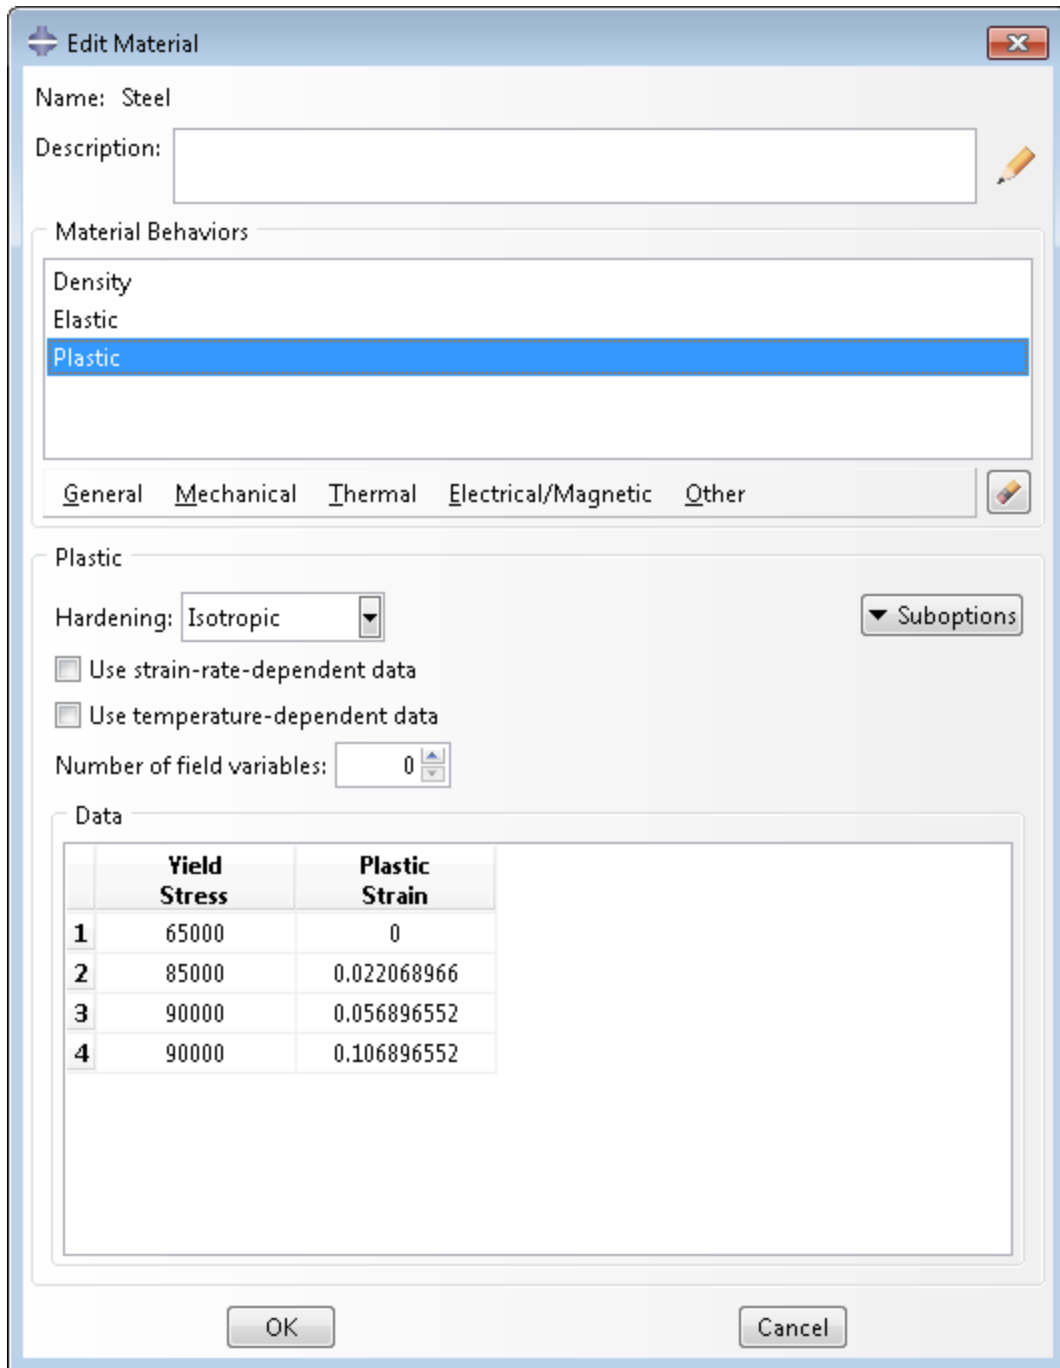 Edit Material
Name: Steel
Description:
Material Behaviors
Density
Elastic
Plastic
General Mechanical Thermal Electrical/Magnetic Other
Plastic
Hardening: Isotropic Suboptions
Use strain-rate-dependent data
Use temperature-dependent data
Number of field variables: 0
Data
Yield Plastic
Stress Strain
1 65000 0
2 85000 0.022068966
3 90000 0.056896552
4 90000 0.106896552
OK Cancel